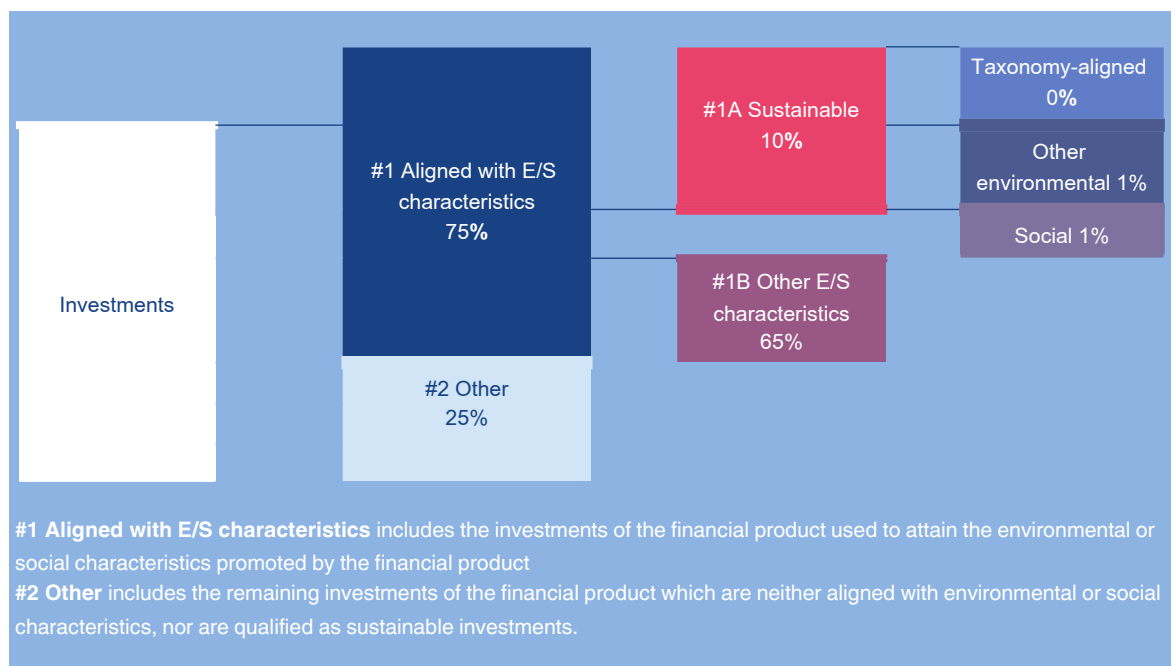 Investments
#1 Aligned with E/S
characteristics
75%
#2 Other
25%
#1A Sustainable
10%
#1B Other E/S
characteristics
65%
Taxonomy-aligned
0%
Other
environmental 1%
Social 1%
#1 Aligned with E/S characteristics includes the investments of the financial product used to attain the environmental or
social characteristics promoted by the financial product
#2 Other includes the remaining investments of the financial product which are neither aligned with environmental or social
characteristics, nor are qualified as sustainable investments.